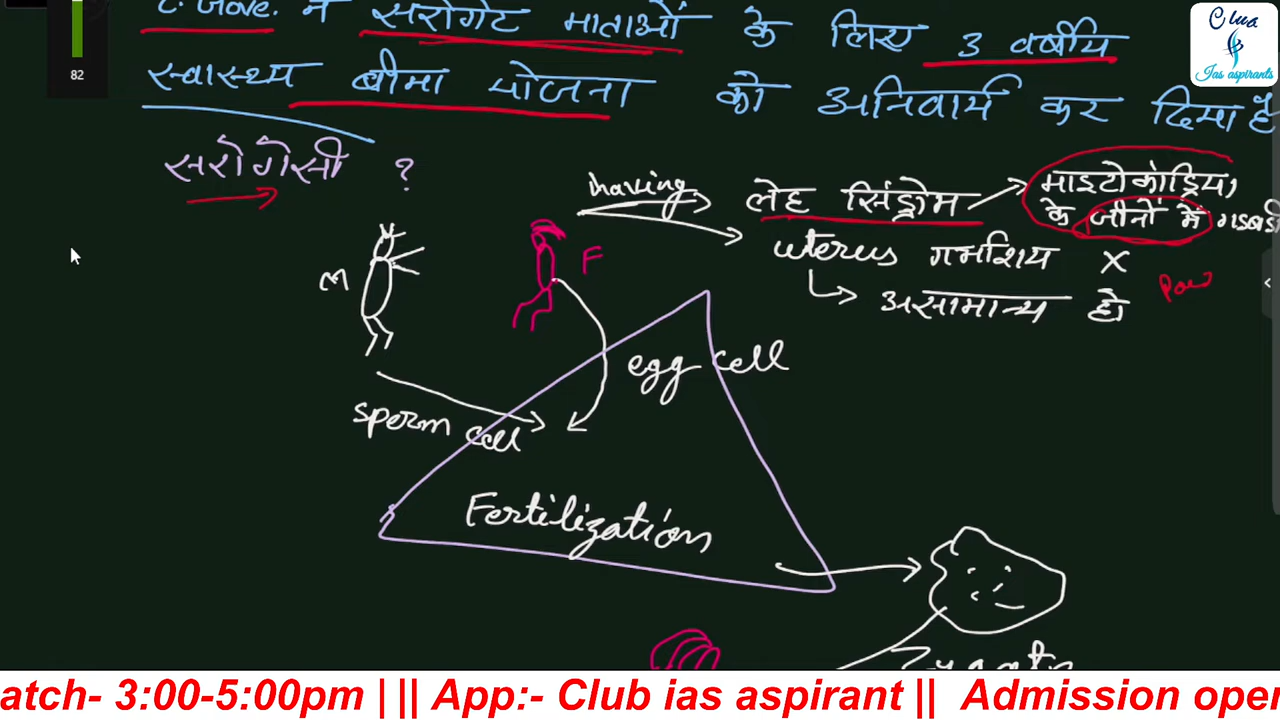 C. Gove. ने सरोगेट माताओं के लिए 3 वर्षीय
स्वास्थ्य बीमा योजना को अनिवार्य कर दिया है
82
Club
Ias aspirants
सरोगेसी ?
having
लेह सिंड्रोम
माइटोकांड्रिया
के जीनों में
M
F
uterus गर्भाशय X
असामान्य हो
egg cell
sperm cell
Fertilization
atch- 3:00-5:00pm | || App:- Club ias aspirant || Admission oper